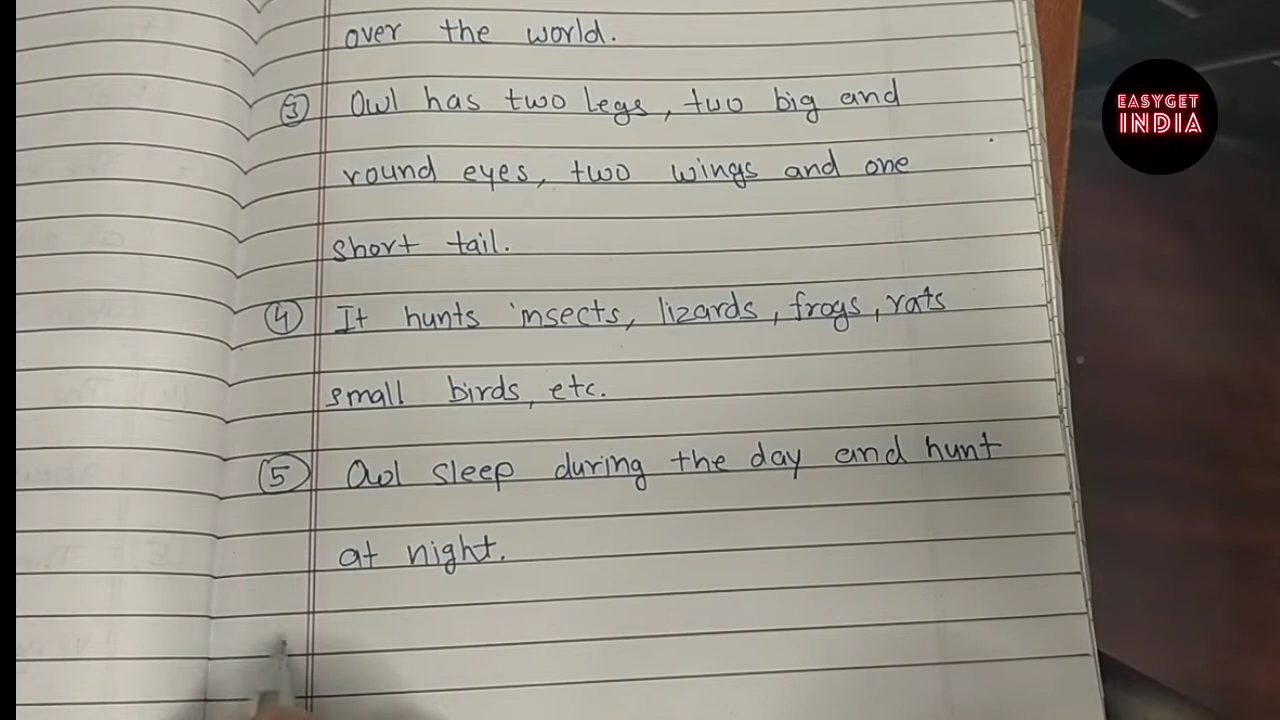 over the world.
③ Owl has two legs, two big and
round eyes, two wings and one
short tail.
④ It hunts insects, lizards, frogs, rats
small birds, etc.
⑤ Owl sleep during the day and hunt
at night.
EASYGET
INDIA